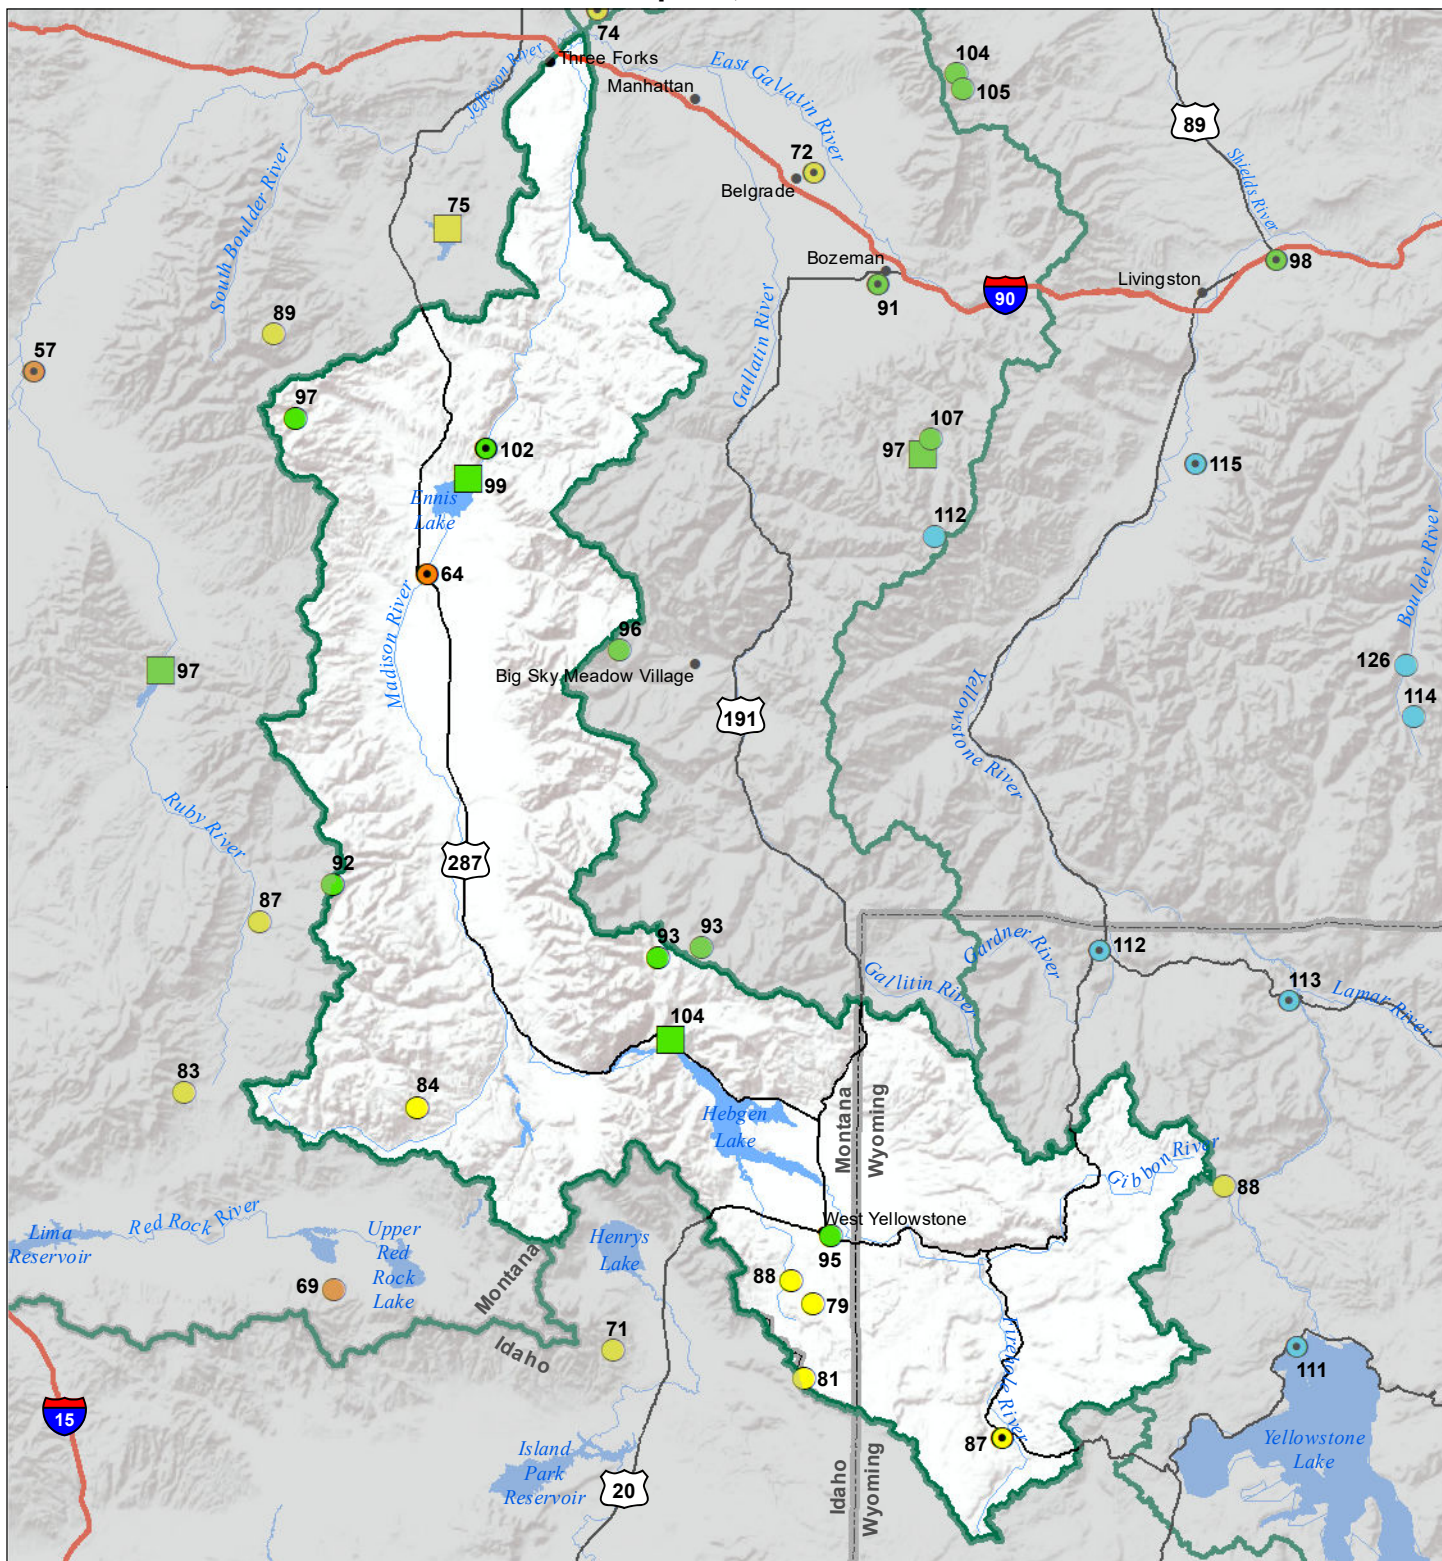 74
Three Forks
Jefferson River
Manhattan
East Gallatin River
104
105
89
Shields River
72
Belgrade
South Boulder River
75
Bozeman
91
90
Livingston
98
Gallatin River
89
57
97
102
107
97
99
Ennis
Lake
115
112
Boulder River
64
Madison River
96
Big Sky Meadow Village
97
126
114
191
Yellowstone River
Ruby River
287
92
87
93
93
Gardner River
112
Gallitin River
113
Lamar River
104
83
84
Hebgen
Lake
Montana
Wyoming
Gibbon River
88
Lima
Reservoir
Red Rock River
Upper
Red
Rock
Lake
Henrys
Lake
West Yellowstone
95
Montana
Idaho
69
88
79
71
81
Firehole River
111
15
87
Island
Park
Reservoir
20
Idaho
Wyoming
Yellowstone
Lake